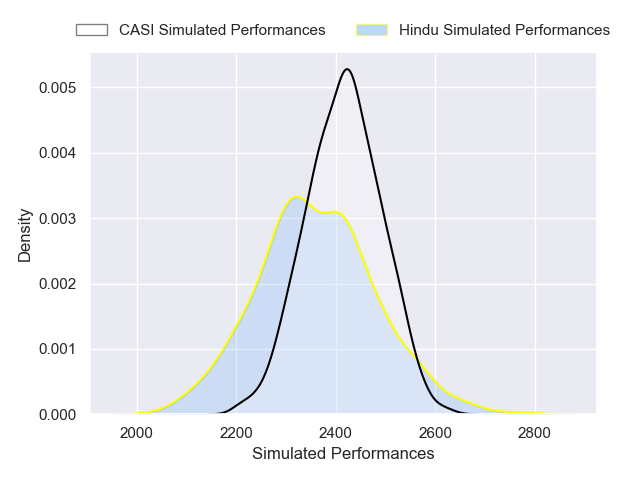 CASI Simulated Performances
Hindu Simulated Performances
0.005
0.004
0.003
0.002
0.001
0.000
Density
2000 2200 2400 2600 2800
Simulated Performances